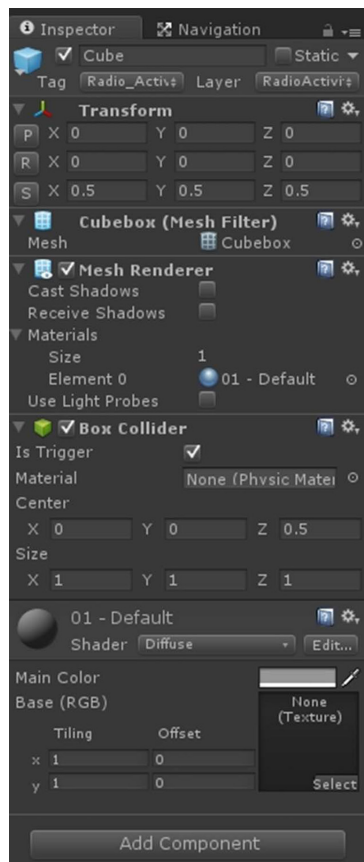 Inspector Navigation
Cube Static
Tag Radio_Activ Layer RadioActivi
Transform
P X 0 Y 0 Z 0
R X 0 Y 0 Z 0
S X 0.5 Y 0.5 Z 0.5
Cubebox (Mesh Filter)
Mesh Cubebox
Mesh Renderer
Cast Shadows
Receive Shadows
Materials
Size 1
Element 0 01 - Default
Use Light Probes
Box Collider
Is Trigger
Material None (Physic Mater
Center
X 0 Y 0 Z 0.5
Size
X 1 Y 1 Z 1
01 - Default
Shader Diffuse Edit...
Main Color
Base (RGB) None
(Texture)
Tiling Offset
x 1 0
y 1 0 Select
Add Component